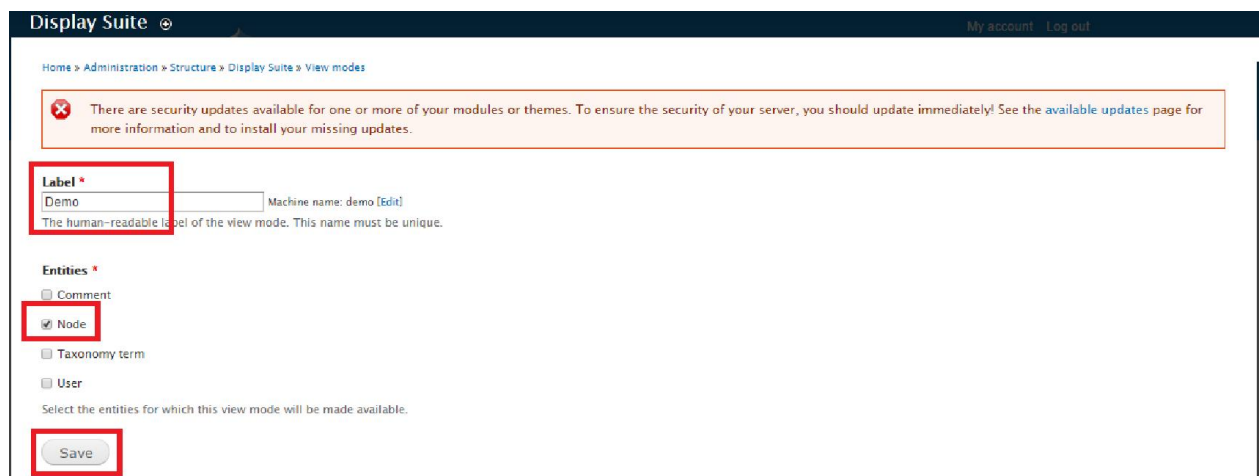 Display Suite
My account Log out
Home » Administration » Structure » Display Suite » View modes
There are security updates available for one or more of your modules or themes. To ensure the security of your server, you should update immediately! See the available updates page for
more information and to install your missing updates.
Label *
Demo Machine name: demo [Edit]
The human-readable label of the view mode. This name must be unique.
Entities *
Comment
Node
Taxonomy term
User
Select the entities for which this view mode will be made available.
Save